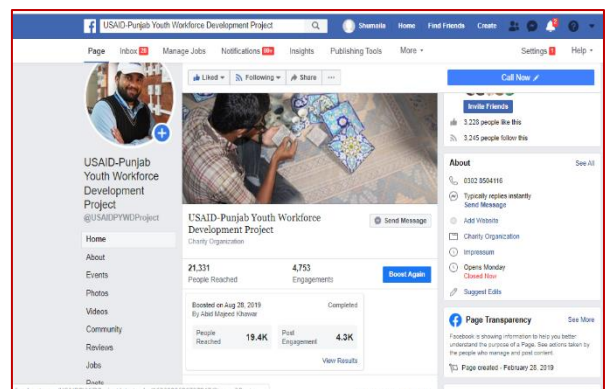 USAID-Punjab Youth Workforce Development Project
Shumaila Home Find Friends Create
Page Inbox Manage Jobs Notifications Insights Publishing Tools More Settings Help
Liked Following Share ...
Call Now
Invite Friends
3,228 people like this
3,245 people follow this
USAID-Punjab
Youth Workforce
Development
Project
@USAIDPYWDProject
Home
About
Events
Photos
Videos
Community
Reviews
Jobs
Posts
USAID-Punjab Youth Workforce
Development Project
Charity Organization
Send Message
21,331
People Reached
4,753
Engagements
Boost Again
Boosted on Aug 28, 2019
By Abid Majeed Khawar
Completed
People
Reached
19.4K
Post
Engagement
4.3K
View Results
About See All
0302 8504116
Typically replies instantly
Send Message
Add Website
Charity Organization
Impressum
Opens Monday
Closed Now
Suggest Edits
Page Transparency See More
Facebook is showing information to help you better
understand the purpose of a Page. See actions taken by
the people who manage and post content.
Page created - February 28, 2019